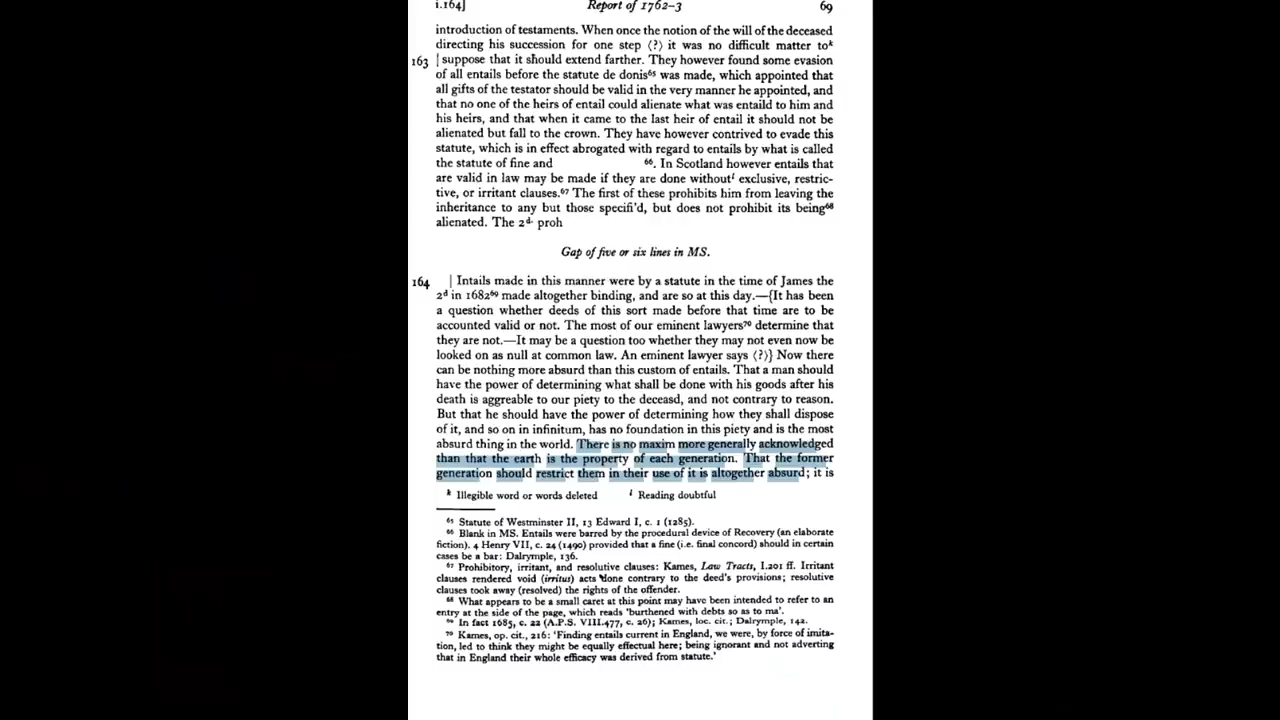 i.164] Report of 1762–3 69
introduction of testaments. When once the notion of the will of the deceased
directing his succession for one step ⟨?⟩ it was no difficult matter toᵏ
163 | suppose that it should extend farther. They however found some evasion
of all entails before the statute de donis⁶⁵ was made, which appointed that
all gifts of the testator should be valid in the very manner he appointed, and
that no one of the heirs of entail could alienate what was entaild to him and
his heirs, and that when it came to the last heir of entail it should not be
alienated but fall to the crown. They have however contrived to evade this
statute, which is in effect abrogated with regard to entails by what is called
the statute of fine and ⁶⁶. In Scotland however entails that
are valid in law may be made if they are done withoutˡ exclusive, restric-
tive, or irritant clauses.⁶⁷ The first of these prohibits him from leaving the
inheritance to any but those specifi'd, but does not prohibit its being⁶⁸
alienated. The 2ᵈ· proh
Gap of five or six lines in MS.
164 | Intails made in this manner were by a statute in the time of James the
2ᵈ in 1682⁶⁹ made altogether binding, and are so at this day.—{It has been
a question whether deeds of this sort made before that time are to be
accounted valid or not. The most of our eminent lawyers⁷⁰ determine that
they are not.—It may be a question too whether they may not even now be
looked on as null at common law. An eminent lawyer says ⟨?⟩} Now there
can be nothing more absurd than this custom of entails. That a man should
have the power of determining what shall be done with his goods after his
death is aggreable to our piety to the deceasd, and not contrary to reason.
But that he should have the power of determining how they shall dispose
of it, and so on in infinitum, has no foundation in this piety and is the most
absurd thing in the world. There is no maxim more generally acknowledged
than that the earth is the property of each generation. That the former
generation should restrict them in their use of it is altogether absurd; it is
ᵏ Illegible word or words deleted ˡ Reading doubtful
⁶⁵ Statute of Westminster II, 13 Edward I, c. 1 (1285).
⁶⁶ Blank in MS. Entails were barred by the procedural device of Recovery (an elaborate
fiction). 4 Henry VII, c. 24 (1490) provided that a fine (i.e. final concord) should in certain
cases be a bar: Dalrymple, 136.
⁶⁷ Prohibitory, irritant, and resolutive clauses: Kames, Law Tracts, I.201 ff. Irritant
clauses rendered void (irritus) acts done contrary to the deed's provisions; resolutive
clauses took away (resolved) the rights of the offender.
⁶⁸ What appears to be a small caret at this point may have been intended to refer to an
entry at the side of the page, which reads 'burthened with debts so as to ma'.
⁶⁹ In fact 1685, c. 22 (A.P.S. VIII.477, c. 26); Kames, loc. cit.; Dalrymple, 142.
⁷⁰ Kames, op. cit., 216: 'Finding entails current in England, we were, by force of imita-
tion, led to think they might be equally effectual here; being ignorant and not adverting
that in England their whole efficacy was derived from statute.'